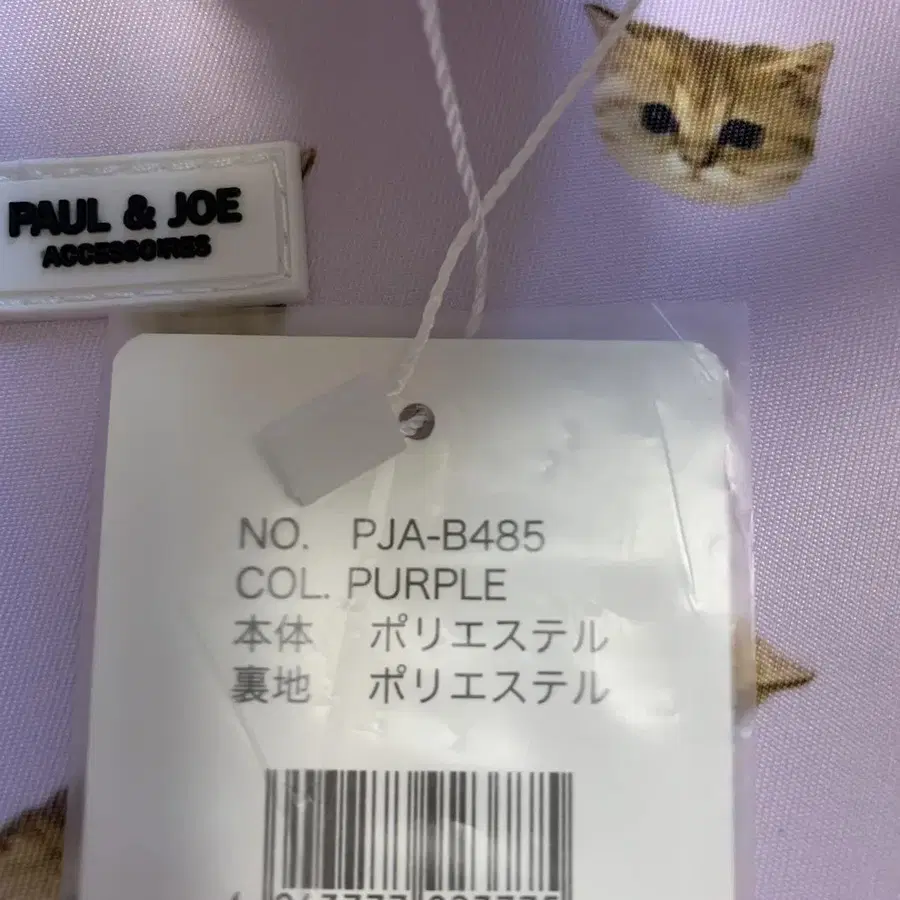 PAUL & JOE
ACCESSOIRES
NO. PJA-B485
COL. PURPLE
本体 ポリエステル
裏地 ポリエステル